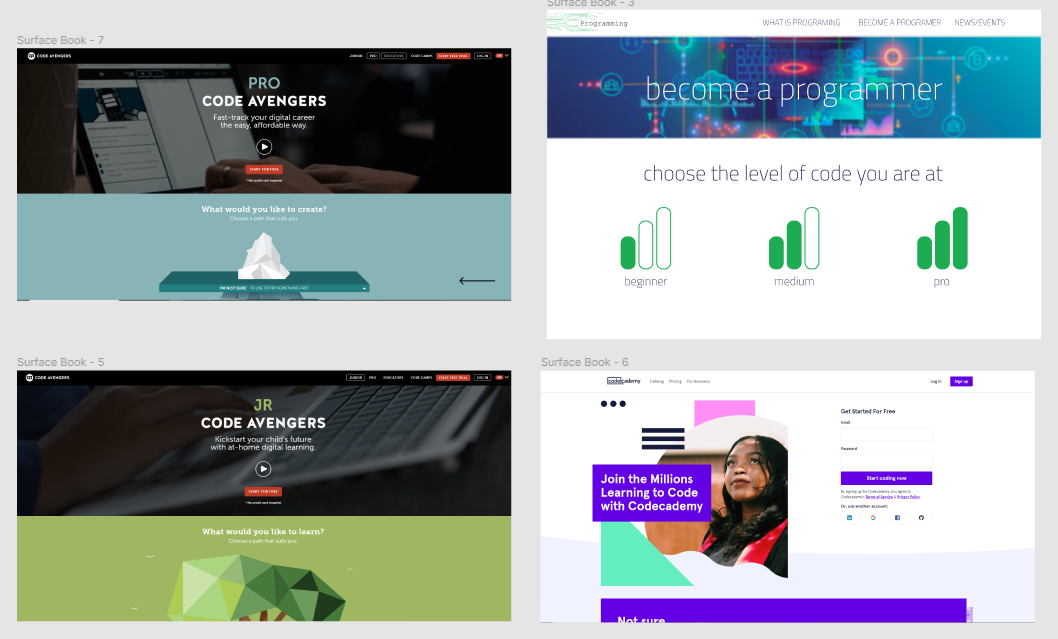 Surface Book - 7
CODE AVENGERS
JUNIOR PRO EDUCATORS CODE CAMPS START FREE TRIAL LOG IN
PRO
CODE AVENGERS
Fast-track your digital career
the easy, affordable way.
START FOR FREE
*No credit card required
What would you like to create?
Choose a path that suits you.
I'M NOT SURE I'D LIKE TO TRY SOMETHING FIRST
Surface Book - 3
Programming
WHAT IS PROGRAMING BECOME A PROGRAMER NEWS/EVENTS
become a programmer
choose the level of code you are at
beginner medium pro
Surface Book - 5
CODE AVENGERS
JUNIOR PRO EDUCATORS CODE CAMPS START FREE TRIAL LOG IN
JR
CODE AVENGERS
Kickstart your child's future
with at-home digital learning.
START FOR FREE
*No credit card required
What would you like to learn?
Choose a path that suits you.
Surface Book - 6
codecademy Catalog Pricing For Business Log in Sign up
Join the Millions
Learning to Code
with Codecademy
Get Started For Free
Email
Password
Start coding now
By signing up for Codecademy, you agree to
Codecademy's Terms of Service & Privacy Policy.
Or, use another account:
Not sure